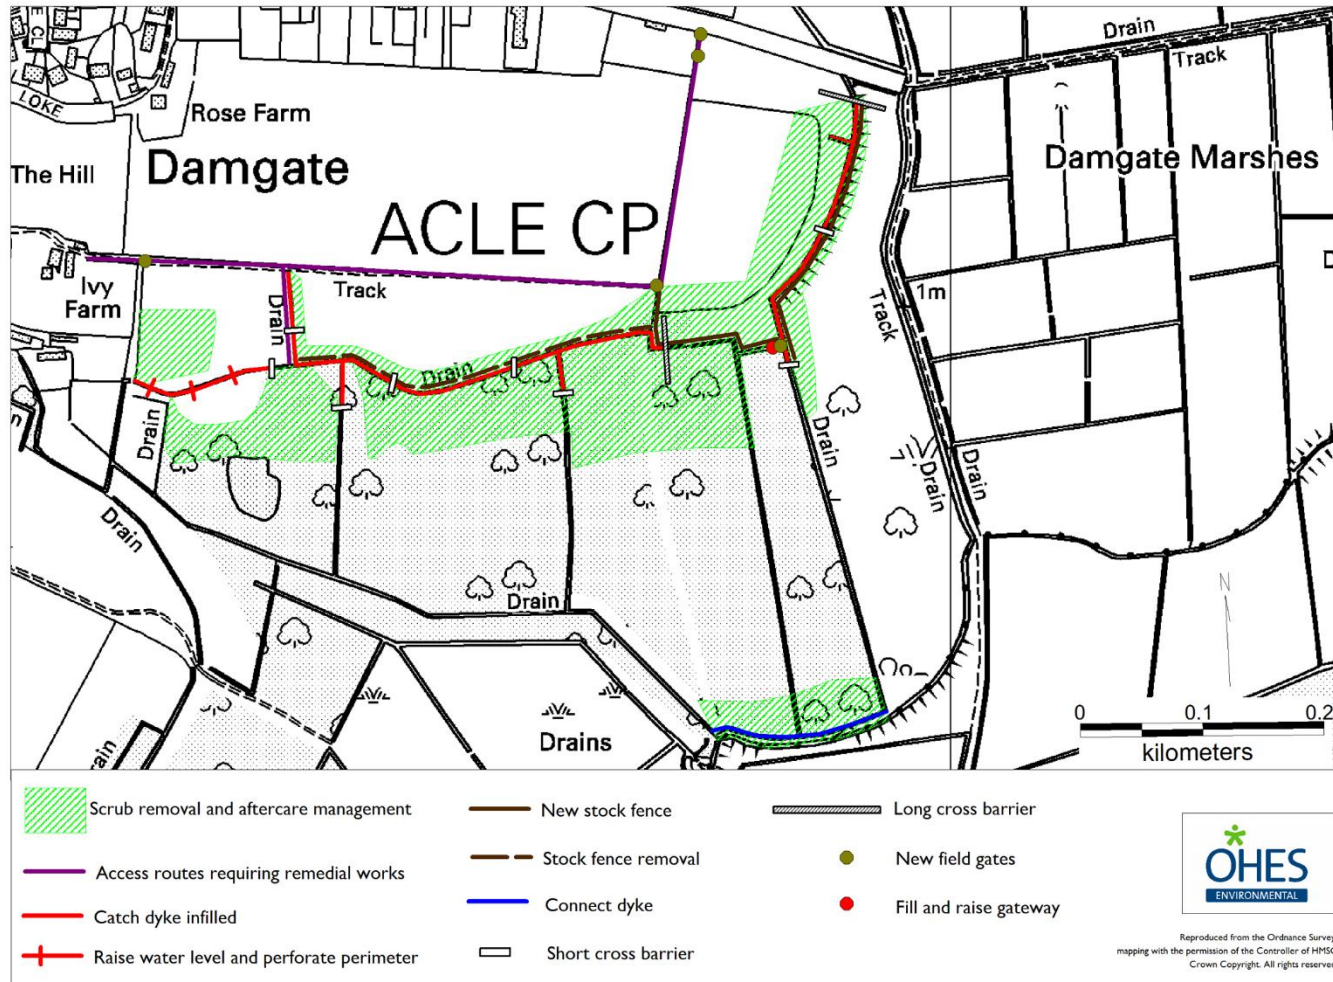 Drain
Track
CL
LOKE
Rose Farm
The Hill
Damgate
Damgate Marshes
ACLE CP
Ivy
Farm
Drain
Track
1m
Track
Drain
Drain
Drain
Drain
Drain
Drain
Drain
Drain
Drains
N
0 0.1 0.2
kilometers
Scrub removal and aftercare management
New stock fence
Long cross barrier
Access routes requiring remedial works
Stock fence removal
New field gates
Catch dyke infilled
Connect dyke
Fill and raise gateway
Raise water level and perforate perimeter
Short cross barrier
OHES
ENVIRONMENTAL
Reproduced from the Ordnance Survey
mapping with the permission of the Controller of HMSO
Crown Copyright. All rights reserved